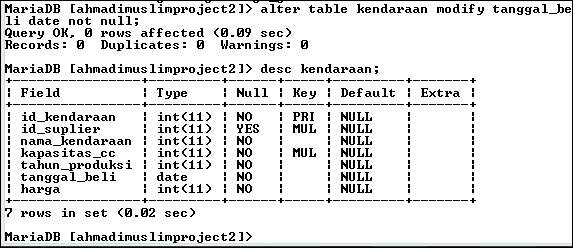 MariaDB [ahmadimuslimproject2]> alter table kendaraan modify tanggal_be
li date not null;
Query OK, 0 rows affected (0.09 sec)
Records: 0  Duplicates: 0  Warnings: 0
MariaDB [ahmadimuslimproject2]> desc kendaraan;
+----------------+---------+------+-----+---------+-------+
| Field          | Type    | Null | Key | Default | Extra |
+----------------+---------+------+-----+---------+-------+
| id_kendaraan   | int(11) | NO   | PRI | NULL    |       |
| id_suplier     | int(11) | YES  | MUL | NULL    |       |
| nama_kendaraan | int(11) | NO   |     | NULL    |       |
| kapasitas_cc   | int(11) | NO   | MUL | NULL    |       |
| tahun_produksi | int(11) | NO   |     | NULL    |       |
| tanggal_beli   | date    | NO   |     | NULL    |       |
| harga          | int(11) | NO   |     | NULL    |       |
+----------------+---------+------+-----+---------+-------+
7 rows in set (0.02 sec)
MariaDB [ahmadimuslimproject2]>